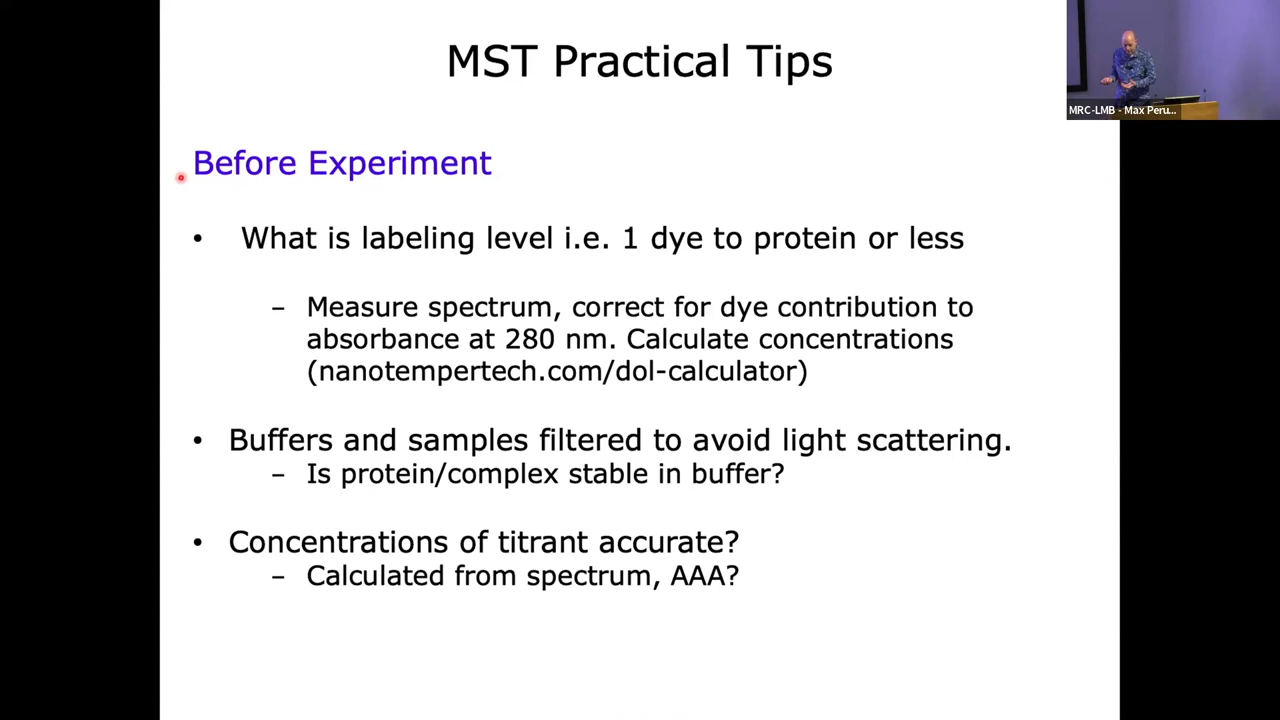 MST Practical Tips
MRC-LMB - Max Peru...
Before Experiment
• What is labeling level i.e. 1 dye to protein or less
– Measure spectrum, correct for dye contribution to
absorbance at 280 nm. Calculate concentrations
(nanotempertech.com/dol-calculator)
• Buffers and samples filtered to avoid light scattering.
– Is protein/complex stable in buffer?
• Concentrations of titrant accurate?
– Calculated from spectrum, AAA?